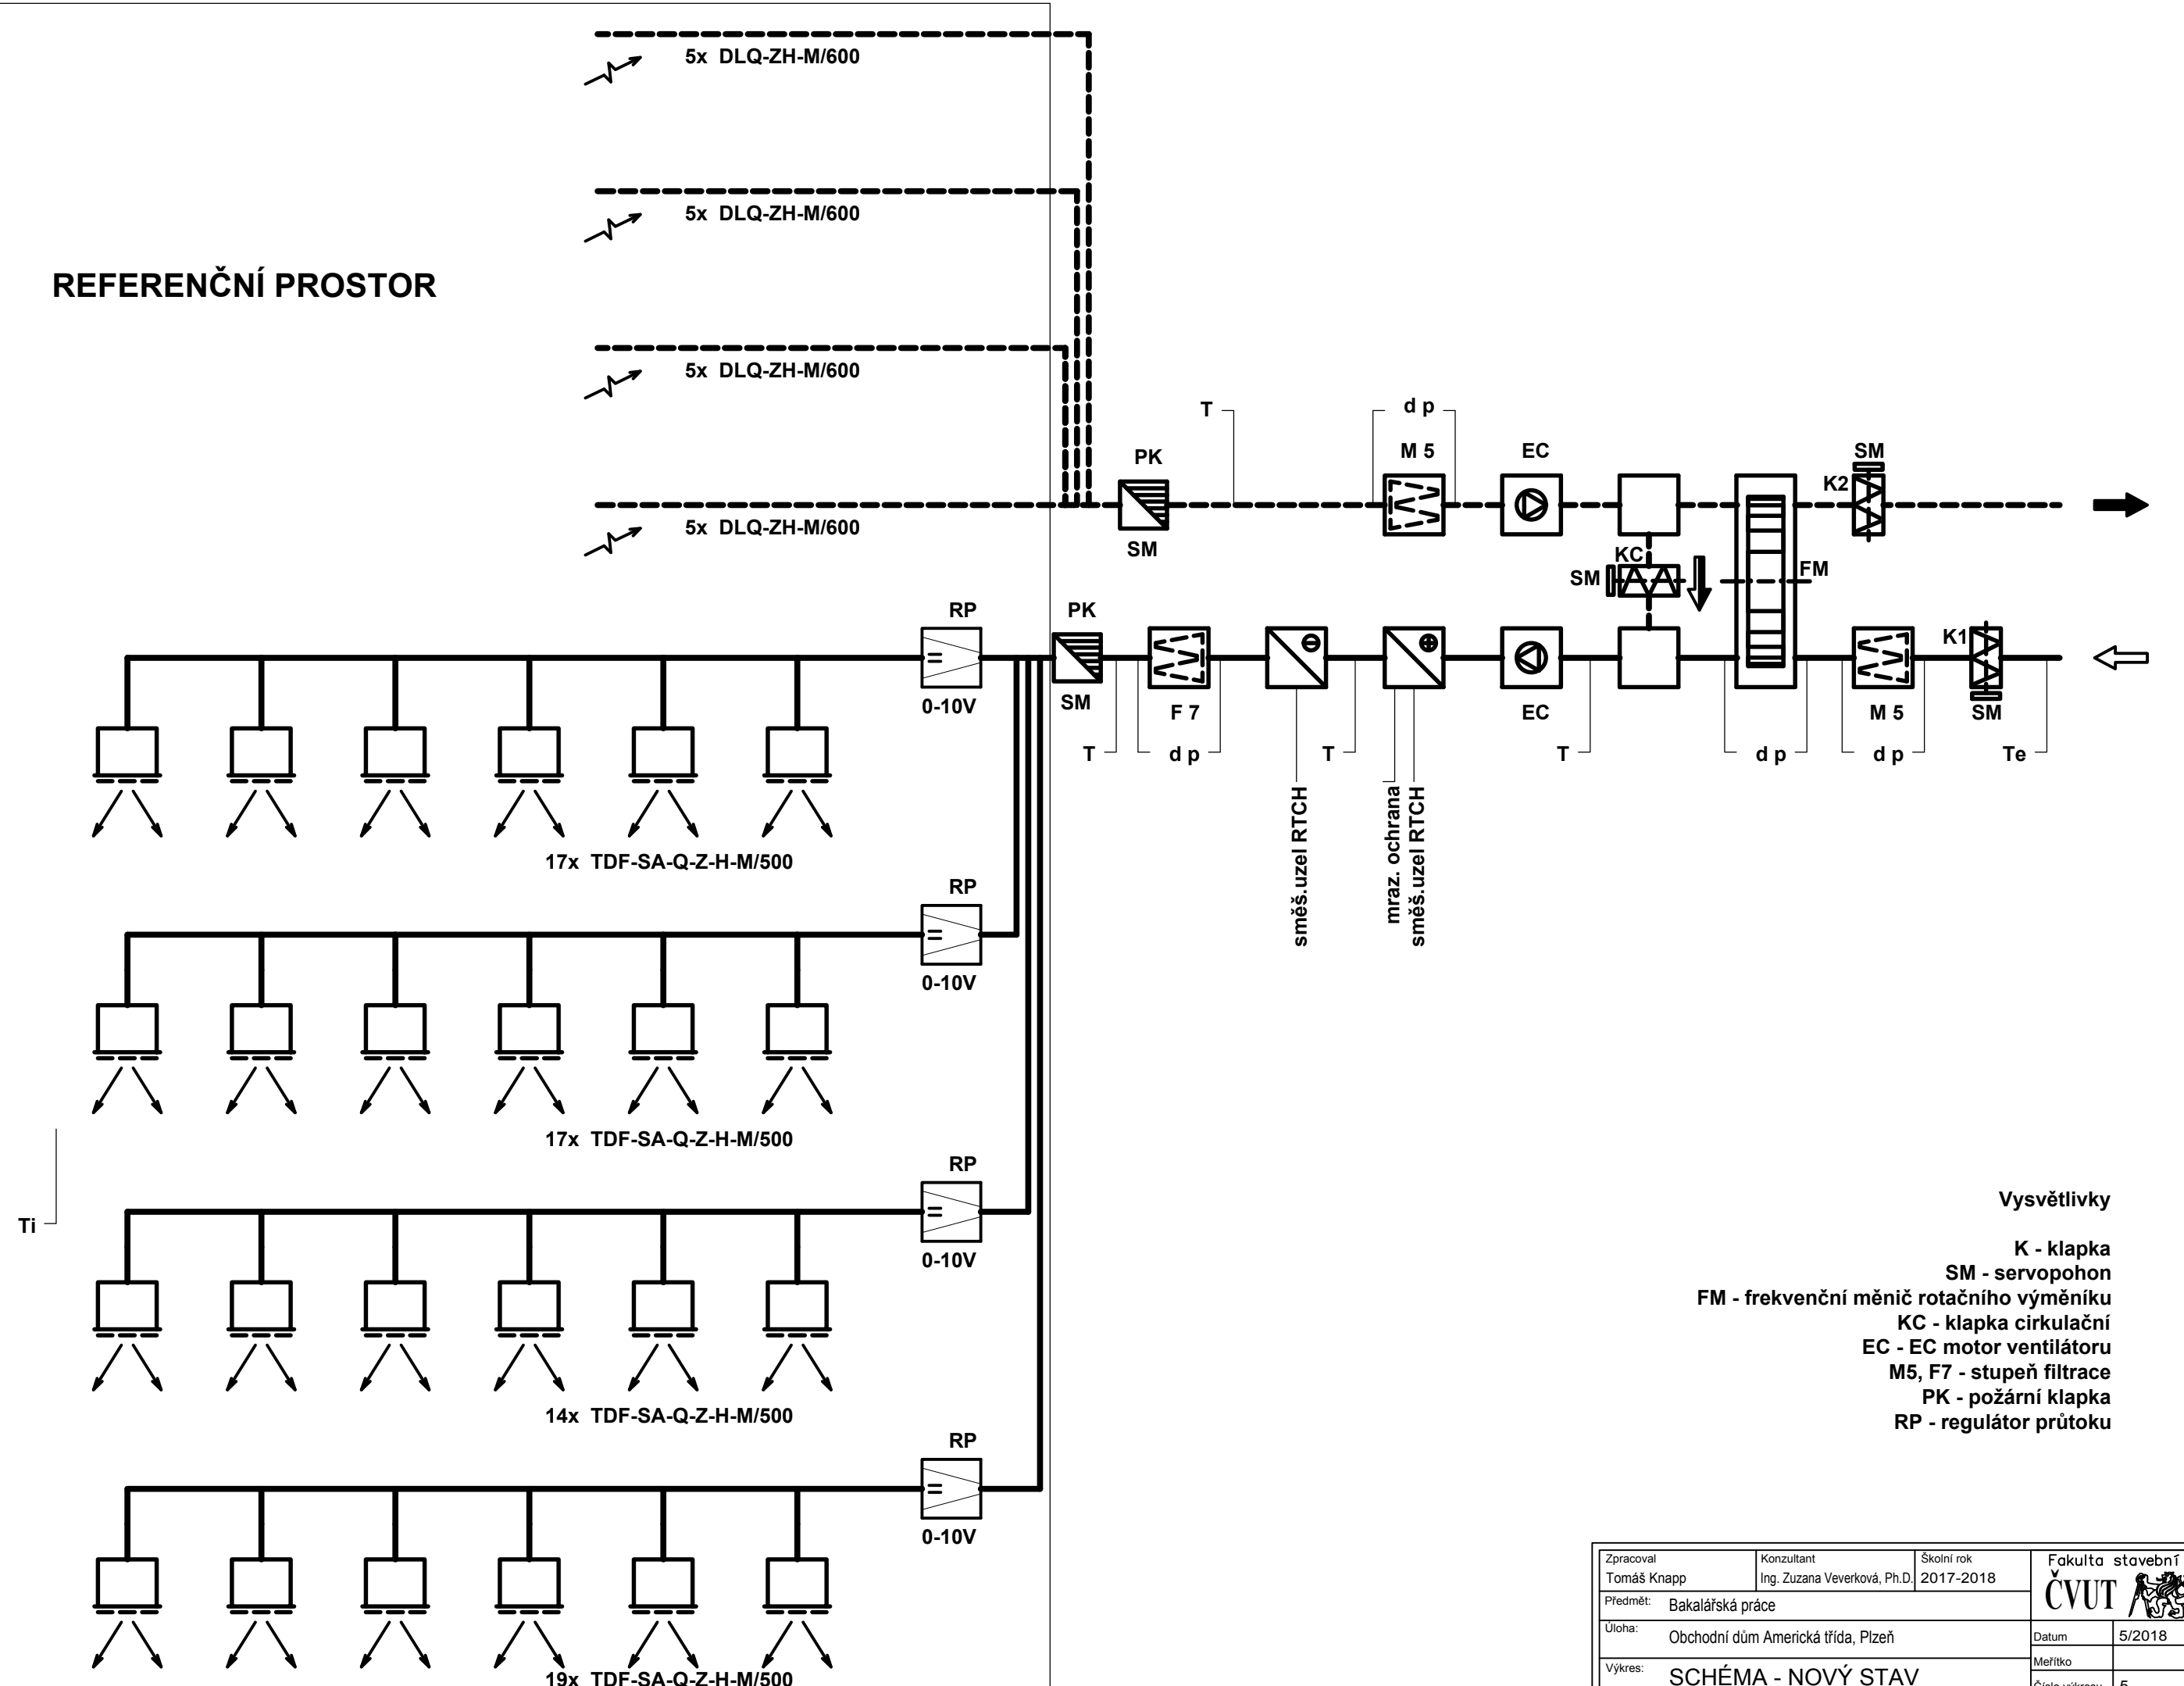 5x DLQ-ZH-M/600
5x DLQ-ZH-M/600
REFERENČNÍ PROSTOR
5x DLQ-ZH-M/600
T
d p
PK
M 5
EC
SM
K2
5x DLQ-ZH-M/600
SM
KC
SM
FM
RP
PK
K1
0-10V
SM
F 7
EC
M 5
SM
T
d p
T
T
d p
d p
Te
směš.uzel RTCH
mraz. ochrana
směš.uzel RTCH
17x TDF-SA-Q-Z-H-M/500
RP
0-10V
17x TDF-SA-Q-Z-H-M/500
RP
Ti
0-10V
14x TDF-SA-Q-Z-H-M/500
RP
0-10V
19x TDF-SA-Q-Z-H-M/500
Vysvětlivky
K - klapka
SM - servopohon
FM - frekvenční měnič rotačního výměníku
KC - klapka cirkulační
EC - EC motor ventilátoru
M5, F7 - stupeň filtrace
PK - požární klapka
RP - regulátor průtoku
Zpracoval
Tomáš Knapp
Konzultant
Ing. Zuzana Veverková, Ph.D.
Školní rok
2017-2018
Fakulta stavební
ČVUT
Předmět: Bakalářská práce
Úloha: Obchodní dům Americká třída, Plzeň
Datum 5/2018
Měřítko
Výkres: SCHÉMA - NOVÝ STAV
Číslo výkresu 5